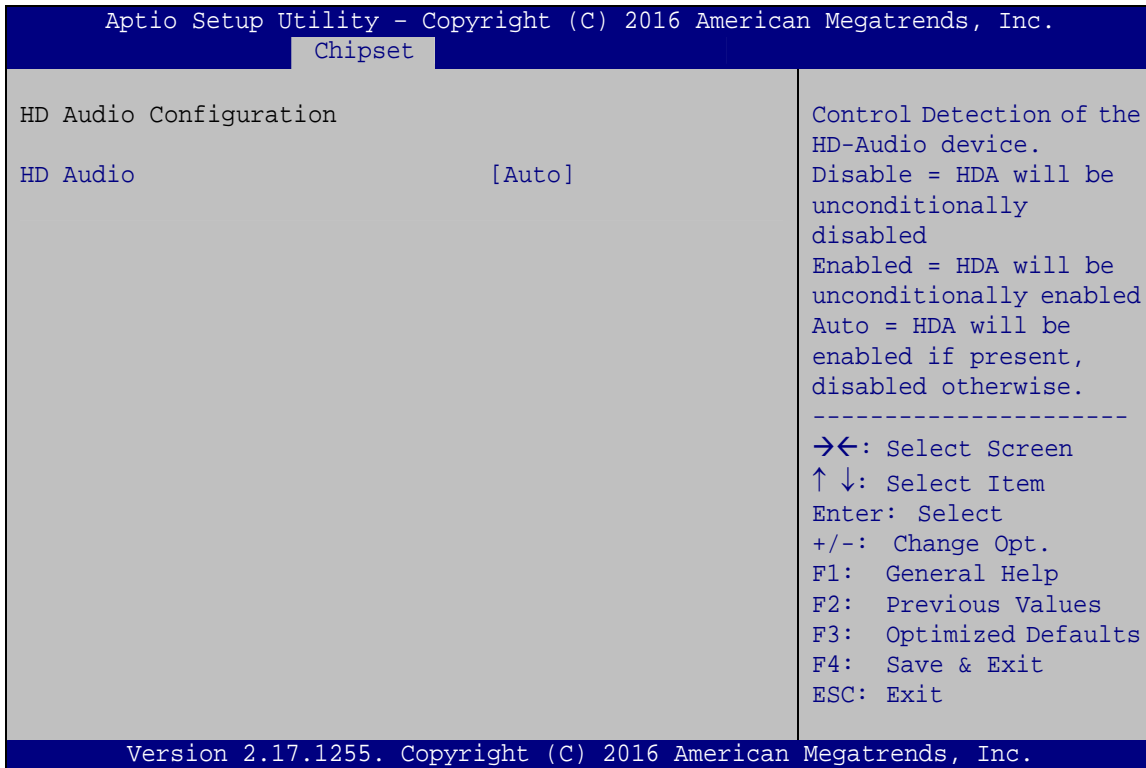 Aptio Setup Utility – Copyright (C) 2016 American Megatrends, Inc.
Chipset
HD Audio Configuration
HD Audio [Auto]
Control Detection of the
HD-Audio device.
Disable = HDA will be
unconditionally
disabled
Enabled = HDA will be
unconditionally enabled
Auto = HDA will be
enabled if present,
disabled otherwise.
----------------------
→←: Select Screen
↑ ↓: Select Item
Enter: Select
+/-: Change Opt.
F1: General Help
F2: Previous Values
F3: Optimized Defaults
F4: Save & Exit
ESC: Exit
Version 2.17.1255. Copyright (C) 2016 American Megatrends, Inc.